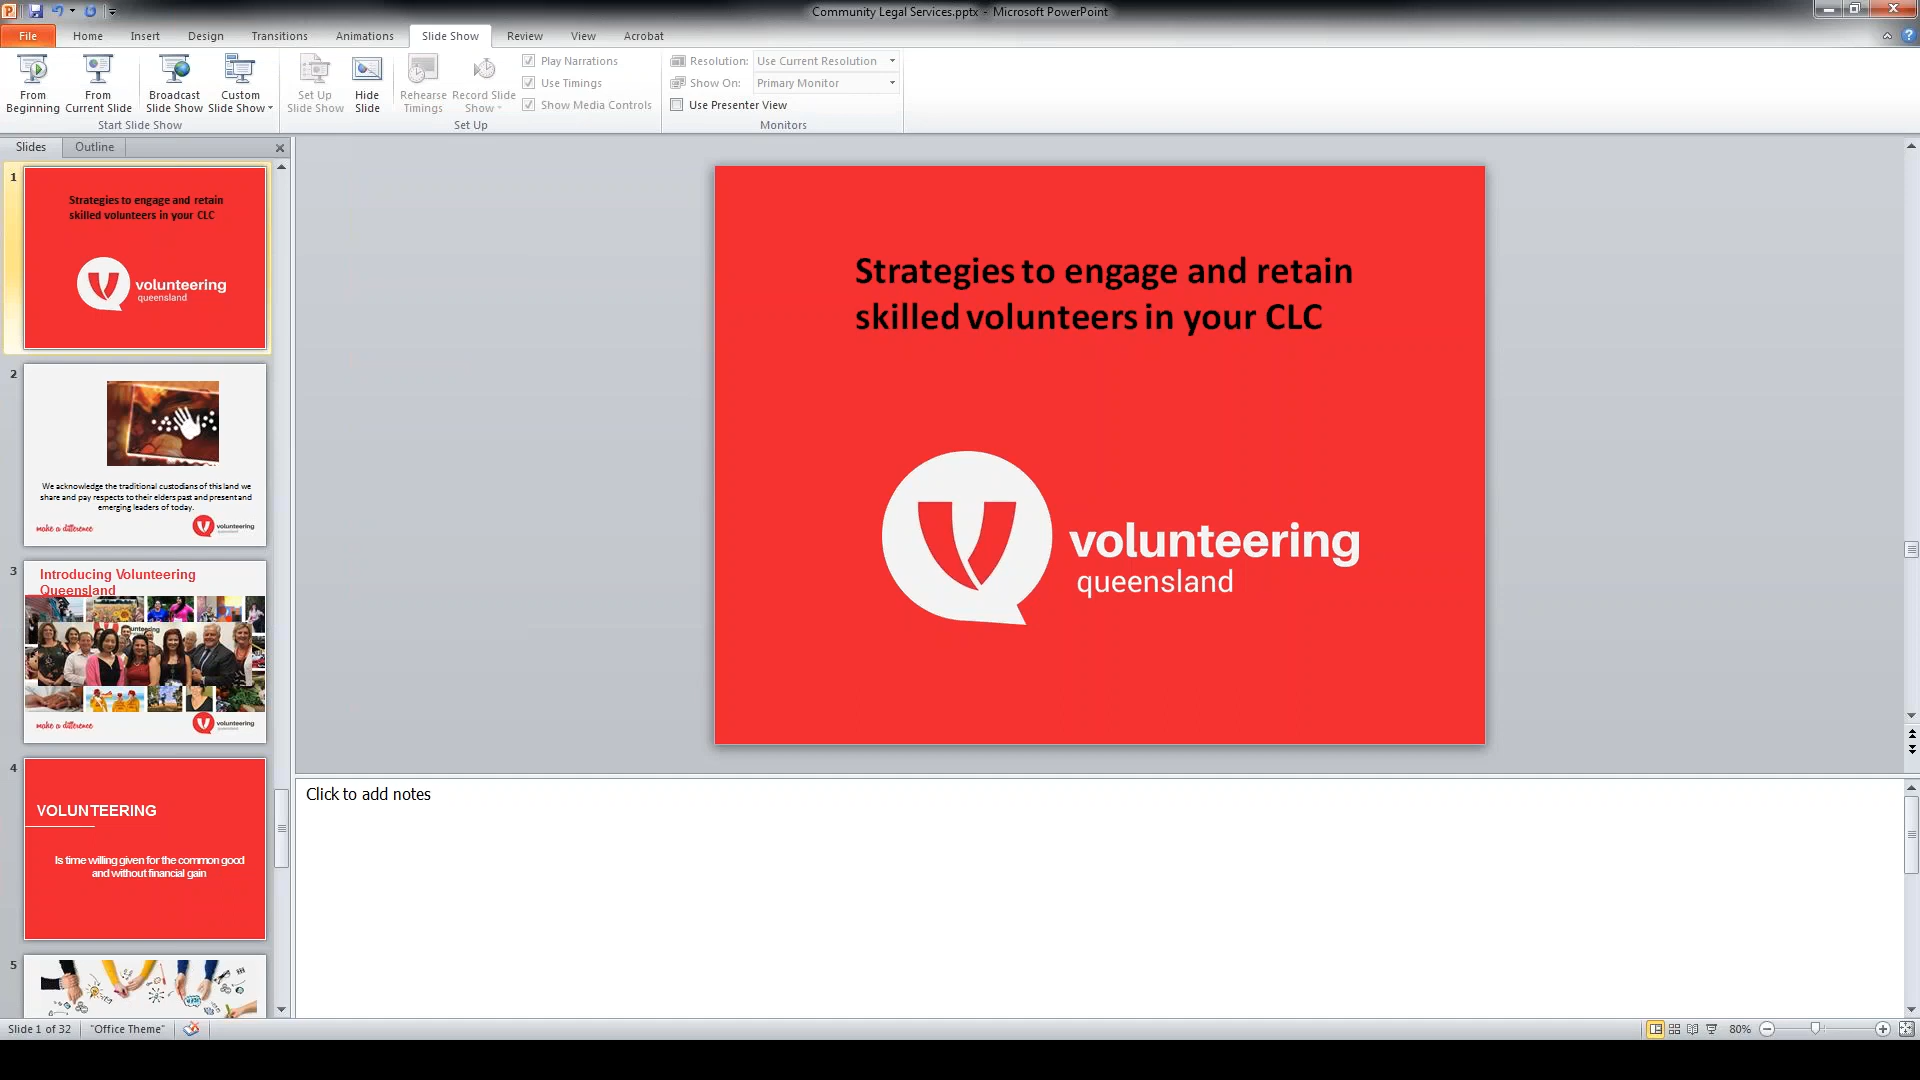 Community Legal Services.pptx - Microsoft PowerPoint
File Home Insert Design Transitions Animations Slide Show Review View Acrobat
From Beginning
From Current Slide
Broadcast Slide Show
Custom Slide Show
Set Up Slide Show
Hide Slide
Rehearse Timings
Record Slide Show
Play Narrations
Use Timings
Show Media Controls
Resolution: Use Current Resolution
Show On: Primary Monitor
Use Presenter View
Start Slide Show
Set Up
Monitors
Slides Outline
1
Strategies to engage and retain
skilled volunteers in your CLC
volunteering
queensland
2
We acknowledge the traditional custodians of this land we
share and pay respects to their elders past and present and
emerging leaders of today.
make a difference
volunteering
3
Introducing Volunteering
Queensland
make a difference
volunteering
4
VOLUNTEERING
Is time willing given for the common good
and without financial gain
5
Strategies to engage and retain
skilled volunteers in your CLC
volunteering
queensland
Click to add notes
Slide 1 of 32 "Office Theme" 80%